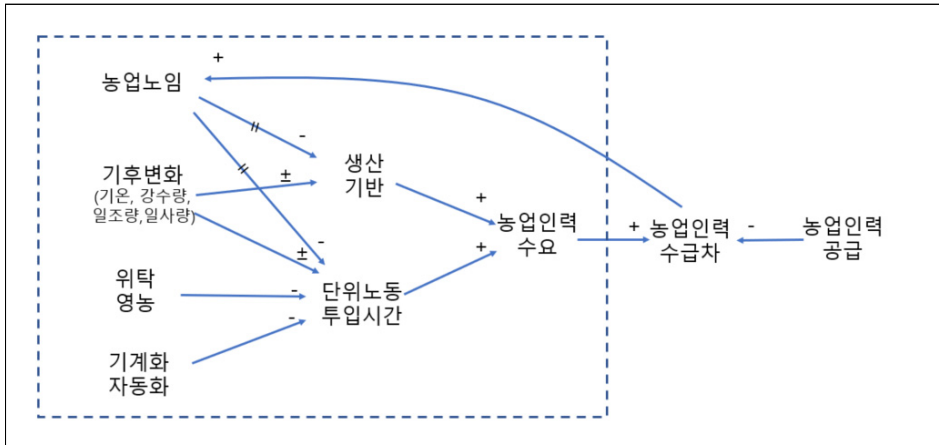 +
농업노임
-
기후변화
(기온, 강수량,
일조량,일사량)
±
생산
기반
+
농업인력
수요
+
농업인력
수급차
-
농업인력
공급
-
±
+
위탁
영농
-
단위노동
투입시간
-
기계화
자동화